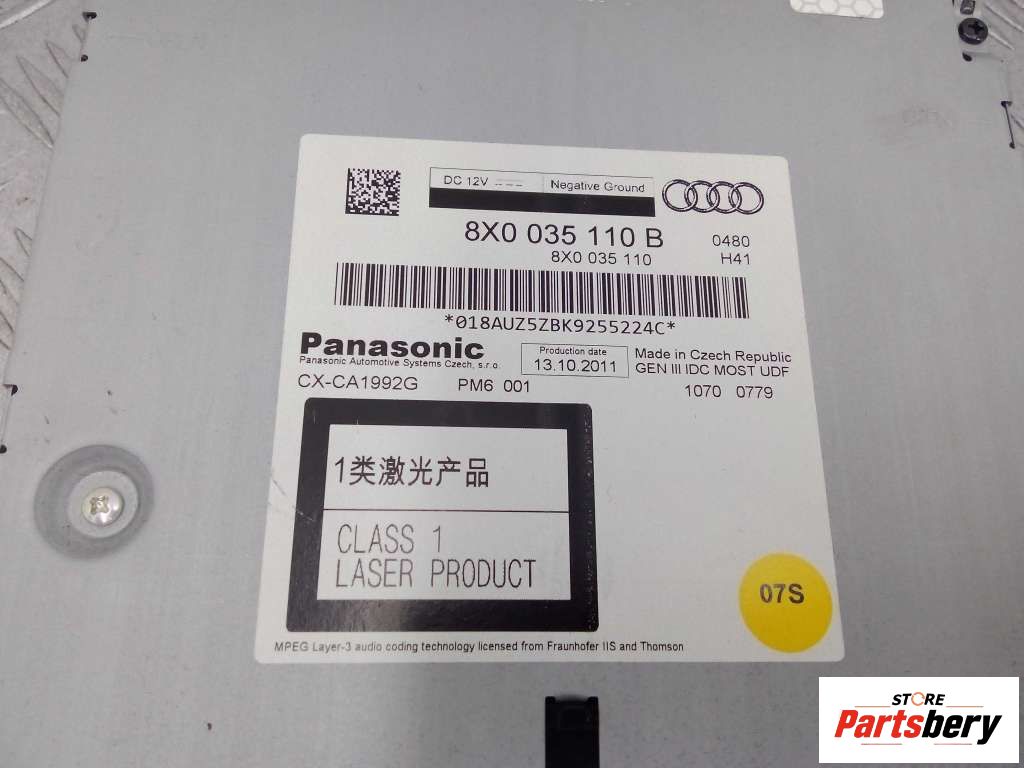 DC 12V
Negative Ground
8X0 035 110 B
0480
8X0 035 110
H41
*018AUZ5ZBK9255224C*
Panasonic
Panasonic Automotive Systems Czech, s.r.o.
Production date
13.10.2011
Made in Czech Republic
GEN III IDC MOST UDF
CX-CA1992G PM6 001
1070 0779
1类激光产品
CLASS 1
LASER PRODUCT
07S
MPEG Layer-3 audio coding technology licensed from Fraunhofer IIS and Thomson
STORE
Partsbery